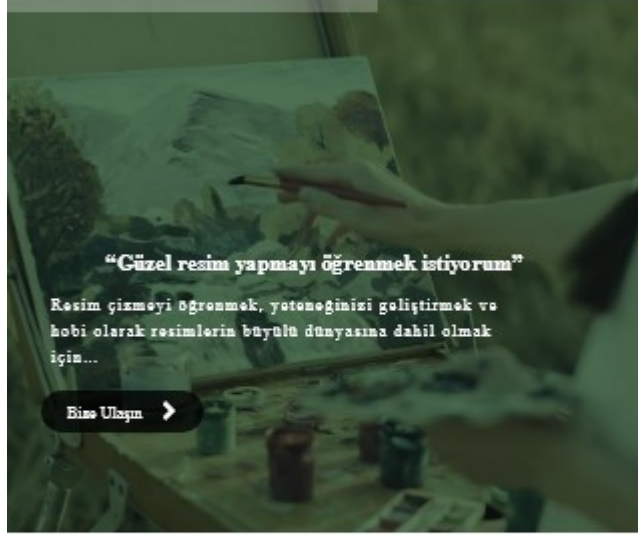 “Güzel resim yapmayı öğrenmek istiyorum”
Resim çizmeyi öğrenmek, yeteneğinizi geliştirmek ve
hobi olarak resimlerin büyülü dünyasına dahil olmak
için...
Bize Ulaşın